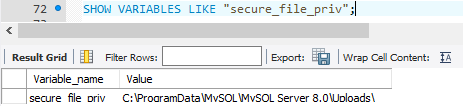 72 SHOW VARIABLES LIKE "secure_file_priv";
Result Grid Filter Rows: Export: Wrap Cell Content:
Variable_name Value
secure_file_priv C:\ProgramData\MySQL\MySQL Server 8.0\Uploads\